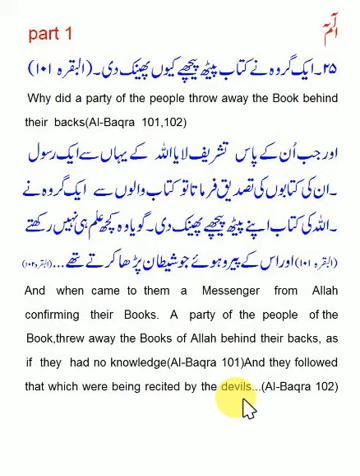 part 1 الٓمّٓ
۲۵۔ ایک گروہ نے کتاب پیٹھ پیچھے کیوں پھینک دی۔ (البقرہ ۱۰۱)
Why did a party of the people throw away the Book behind
their backs(Al-Baqra 101,102)
اور جب اُن کے پاس تشریف لایا اللہ کے یہاں سے ایک رسول
۔ ان کی کتابوں کی تصدیق فرماتا تو کتاب والوں سے ایک گروہ نے
۔ اللہ کی کتاب اپنے پیٹھ پیچھے پھینک دی۔ گویا وہ کچھ علم ہی نہیں رکھتے
(البقرہ ۱۰۱) اور اس کے پیرو ہوئے جو شیطان پڑھا کرتے تھے ... (البقرہ ۱۰۲)
And when came to them a Messenger from Allah
confirming their Books. A party of the people of the
Book,threw away the Books of Allah behind their backs, as
if they had no knowledge(Al-Baqra 101)And they followed
that which were being recited by the devils...(Al-Baqra 102)